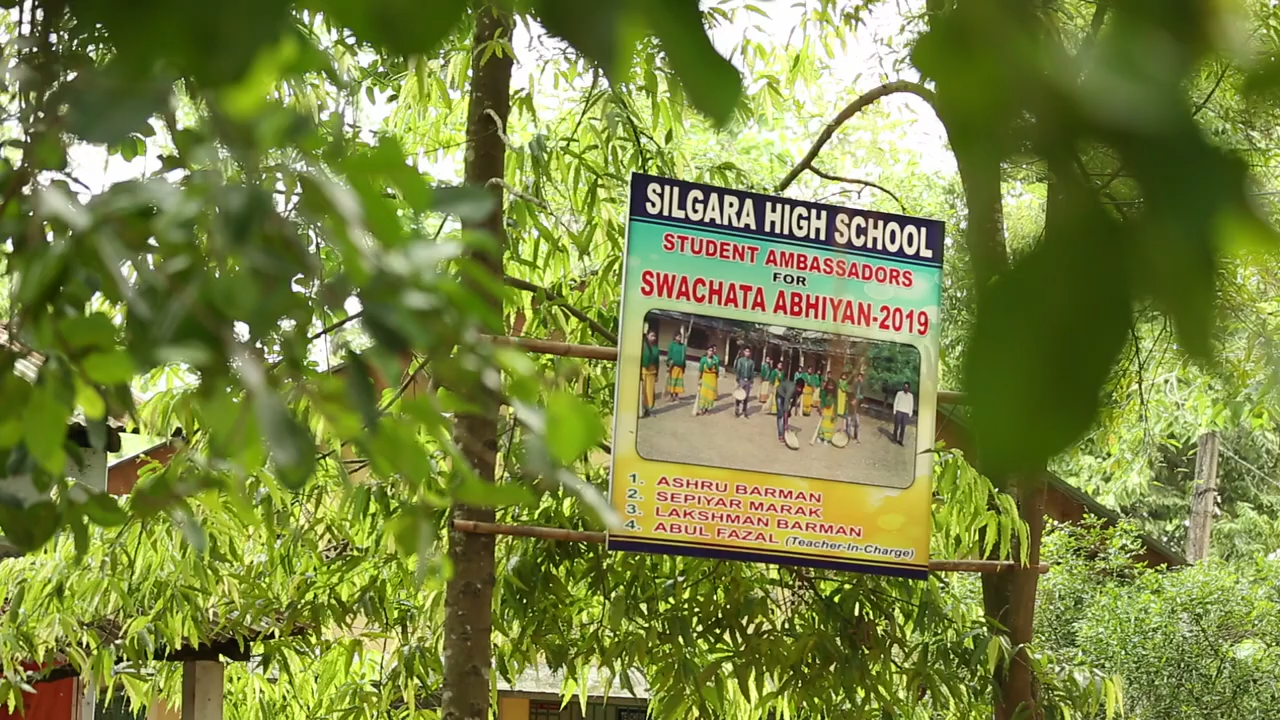 SILGARA HIGH SCHOOL
STUDENT AMBASSADORS
FOR
SWACHATA ABHIYAN-2019
1. ASHRU BARMAN
2. SEPIYAR MARAK
3. LAKSHMAN BARMAN
4. ABUL FAZAL (Teacher-In-Charge)